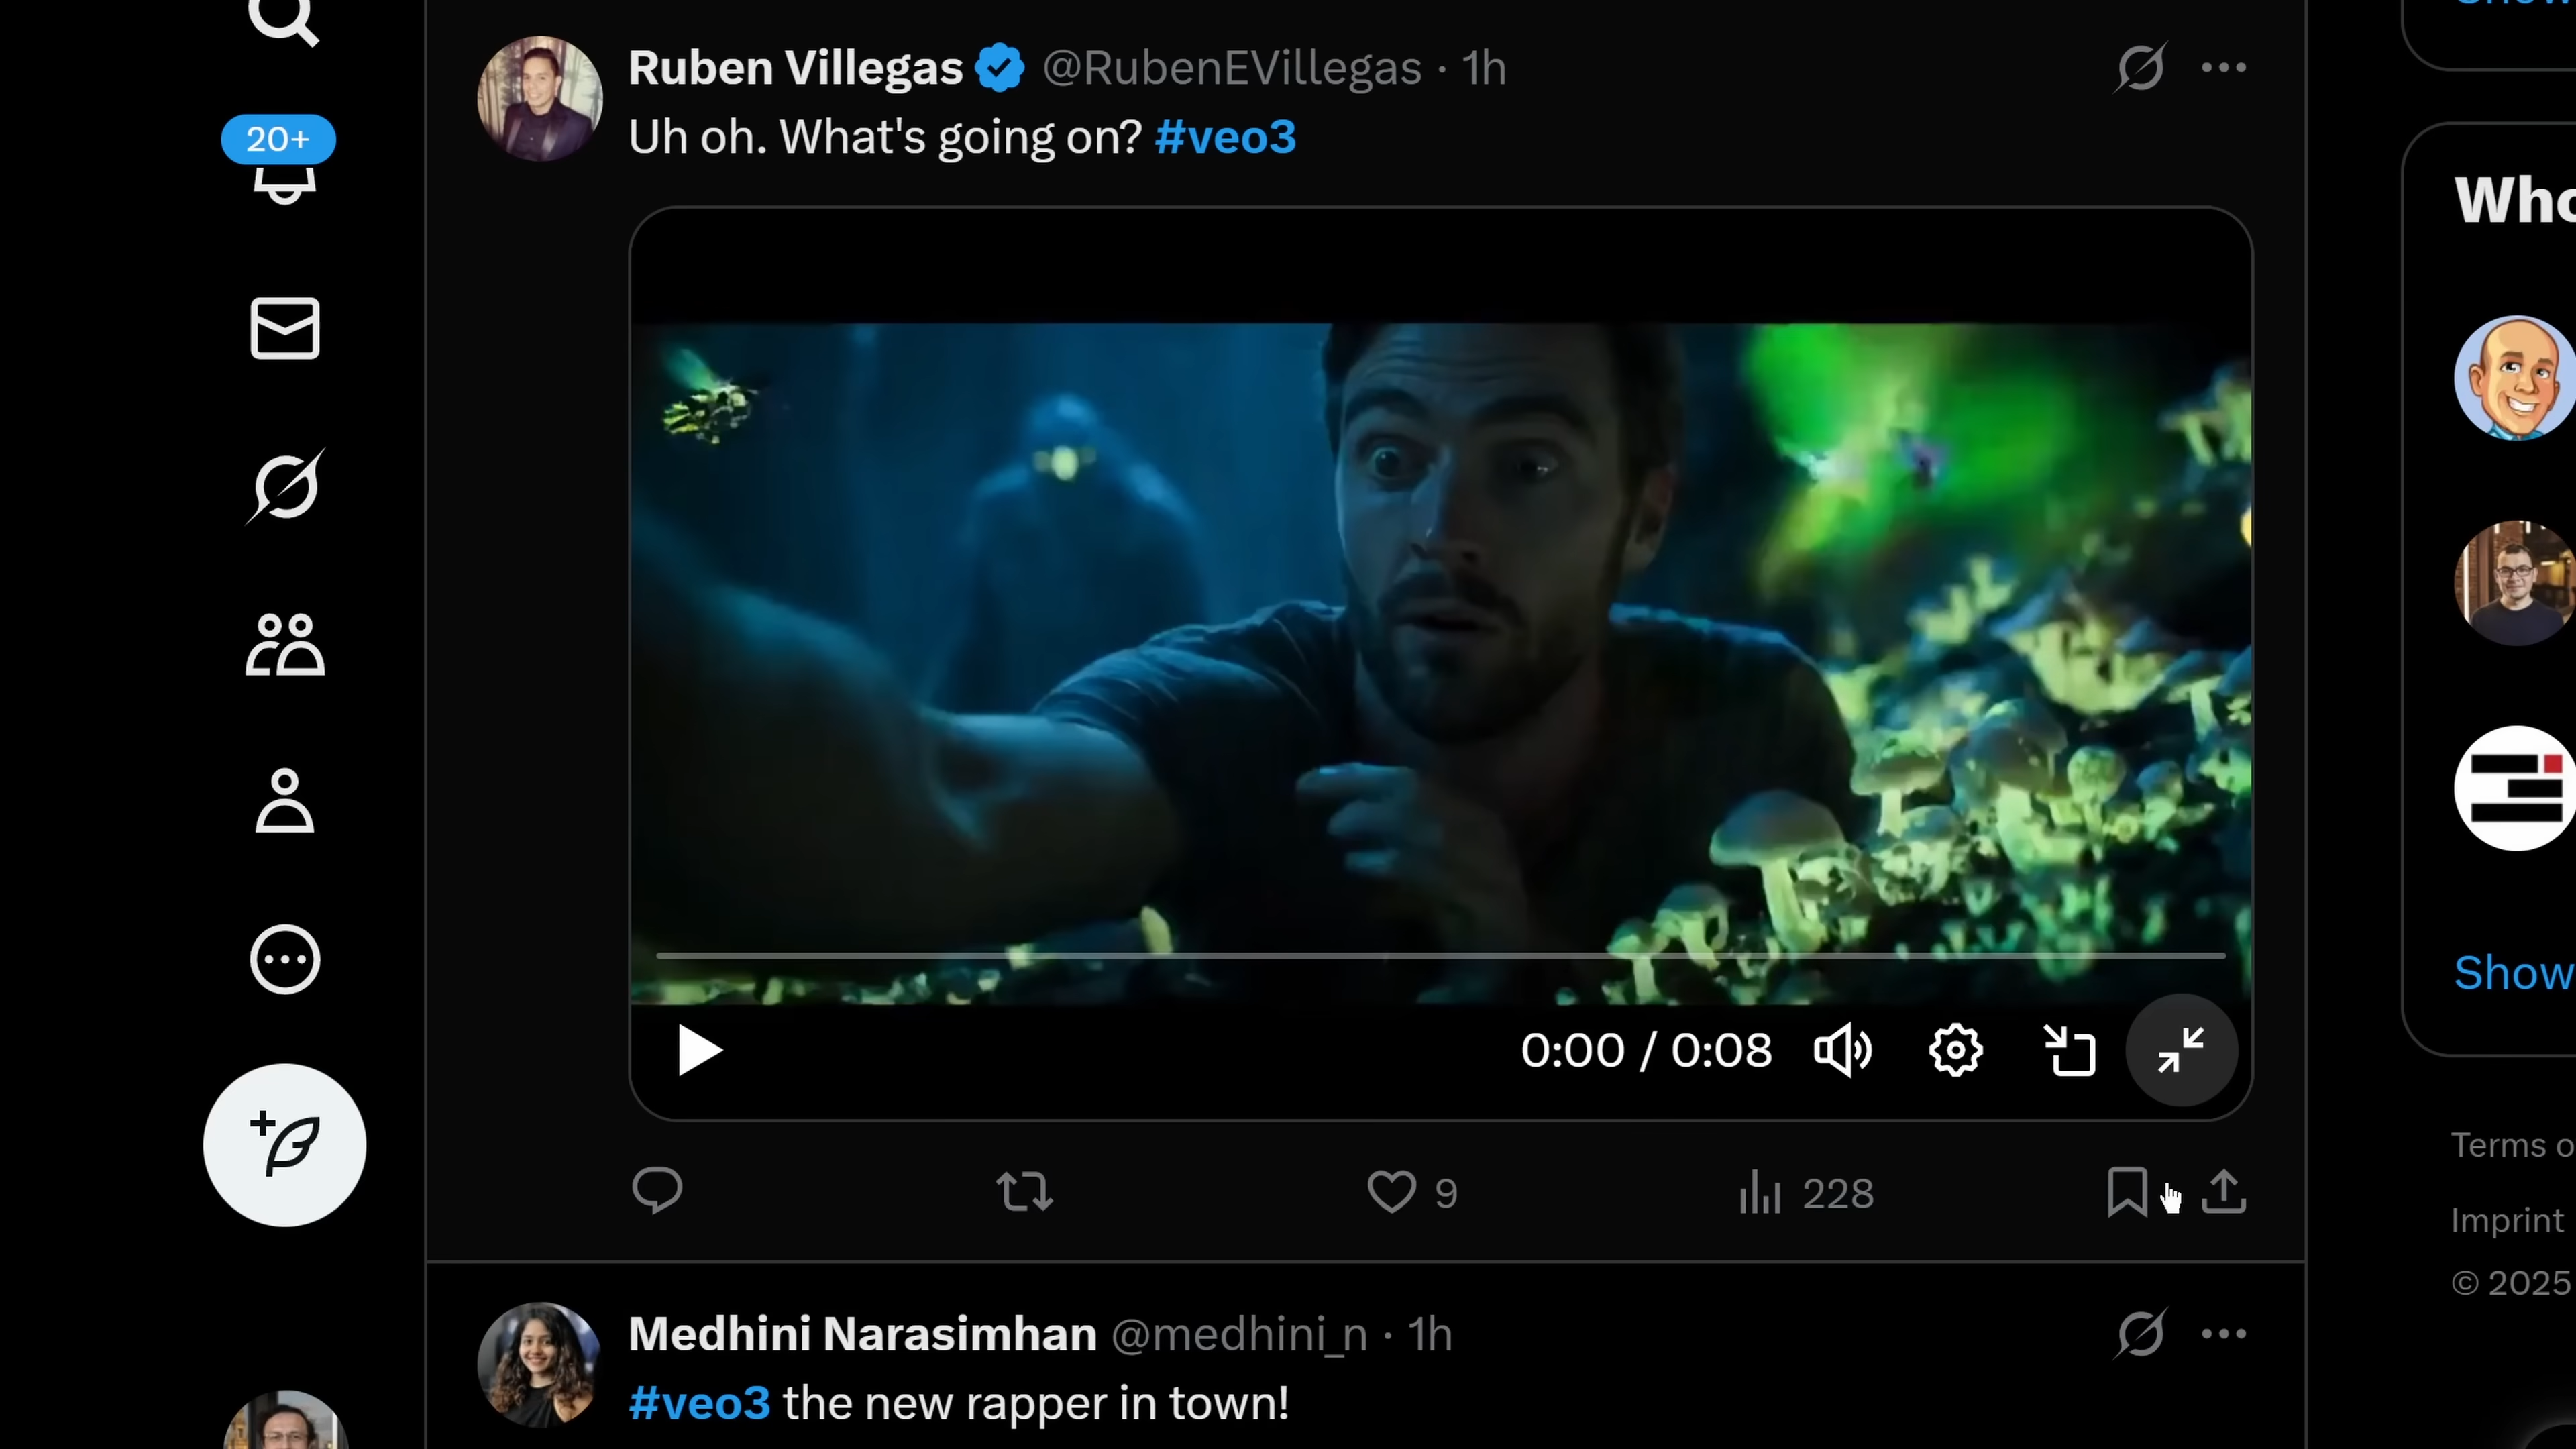 Show
20+
Ruben Villegas @RubenEVillegas · 1h
Uh oh. What's going on? #veo3
0:00 / 0:08
9
228
Medhini Narasimhan @medhini_n · 1h
#veo3 the new rapper in town!
Who
Show
Terms o
Imprint
© 2025